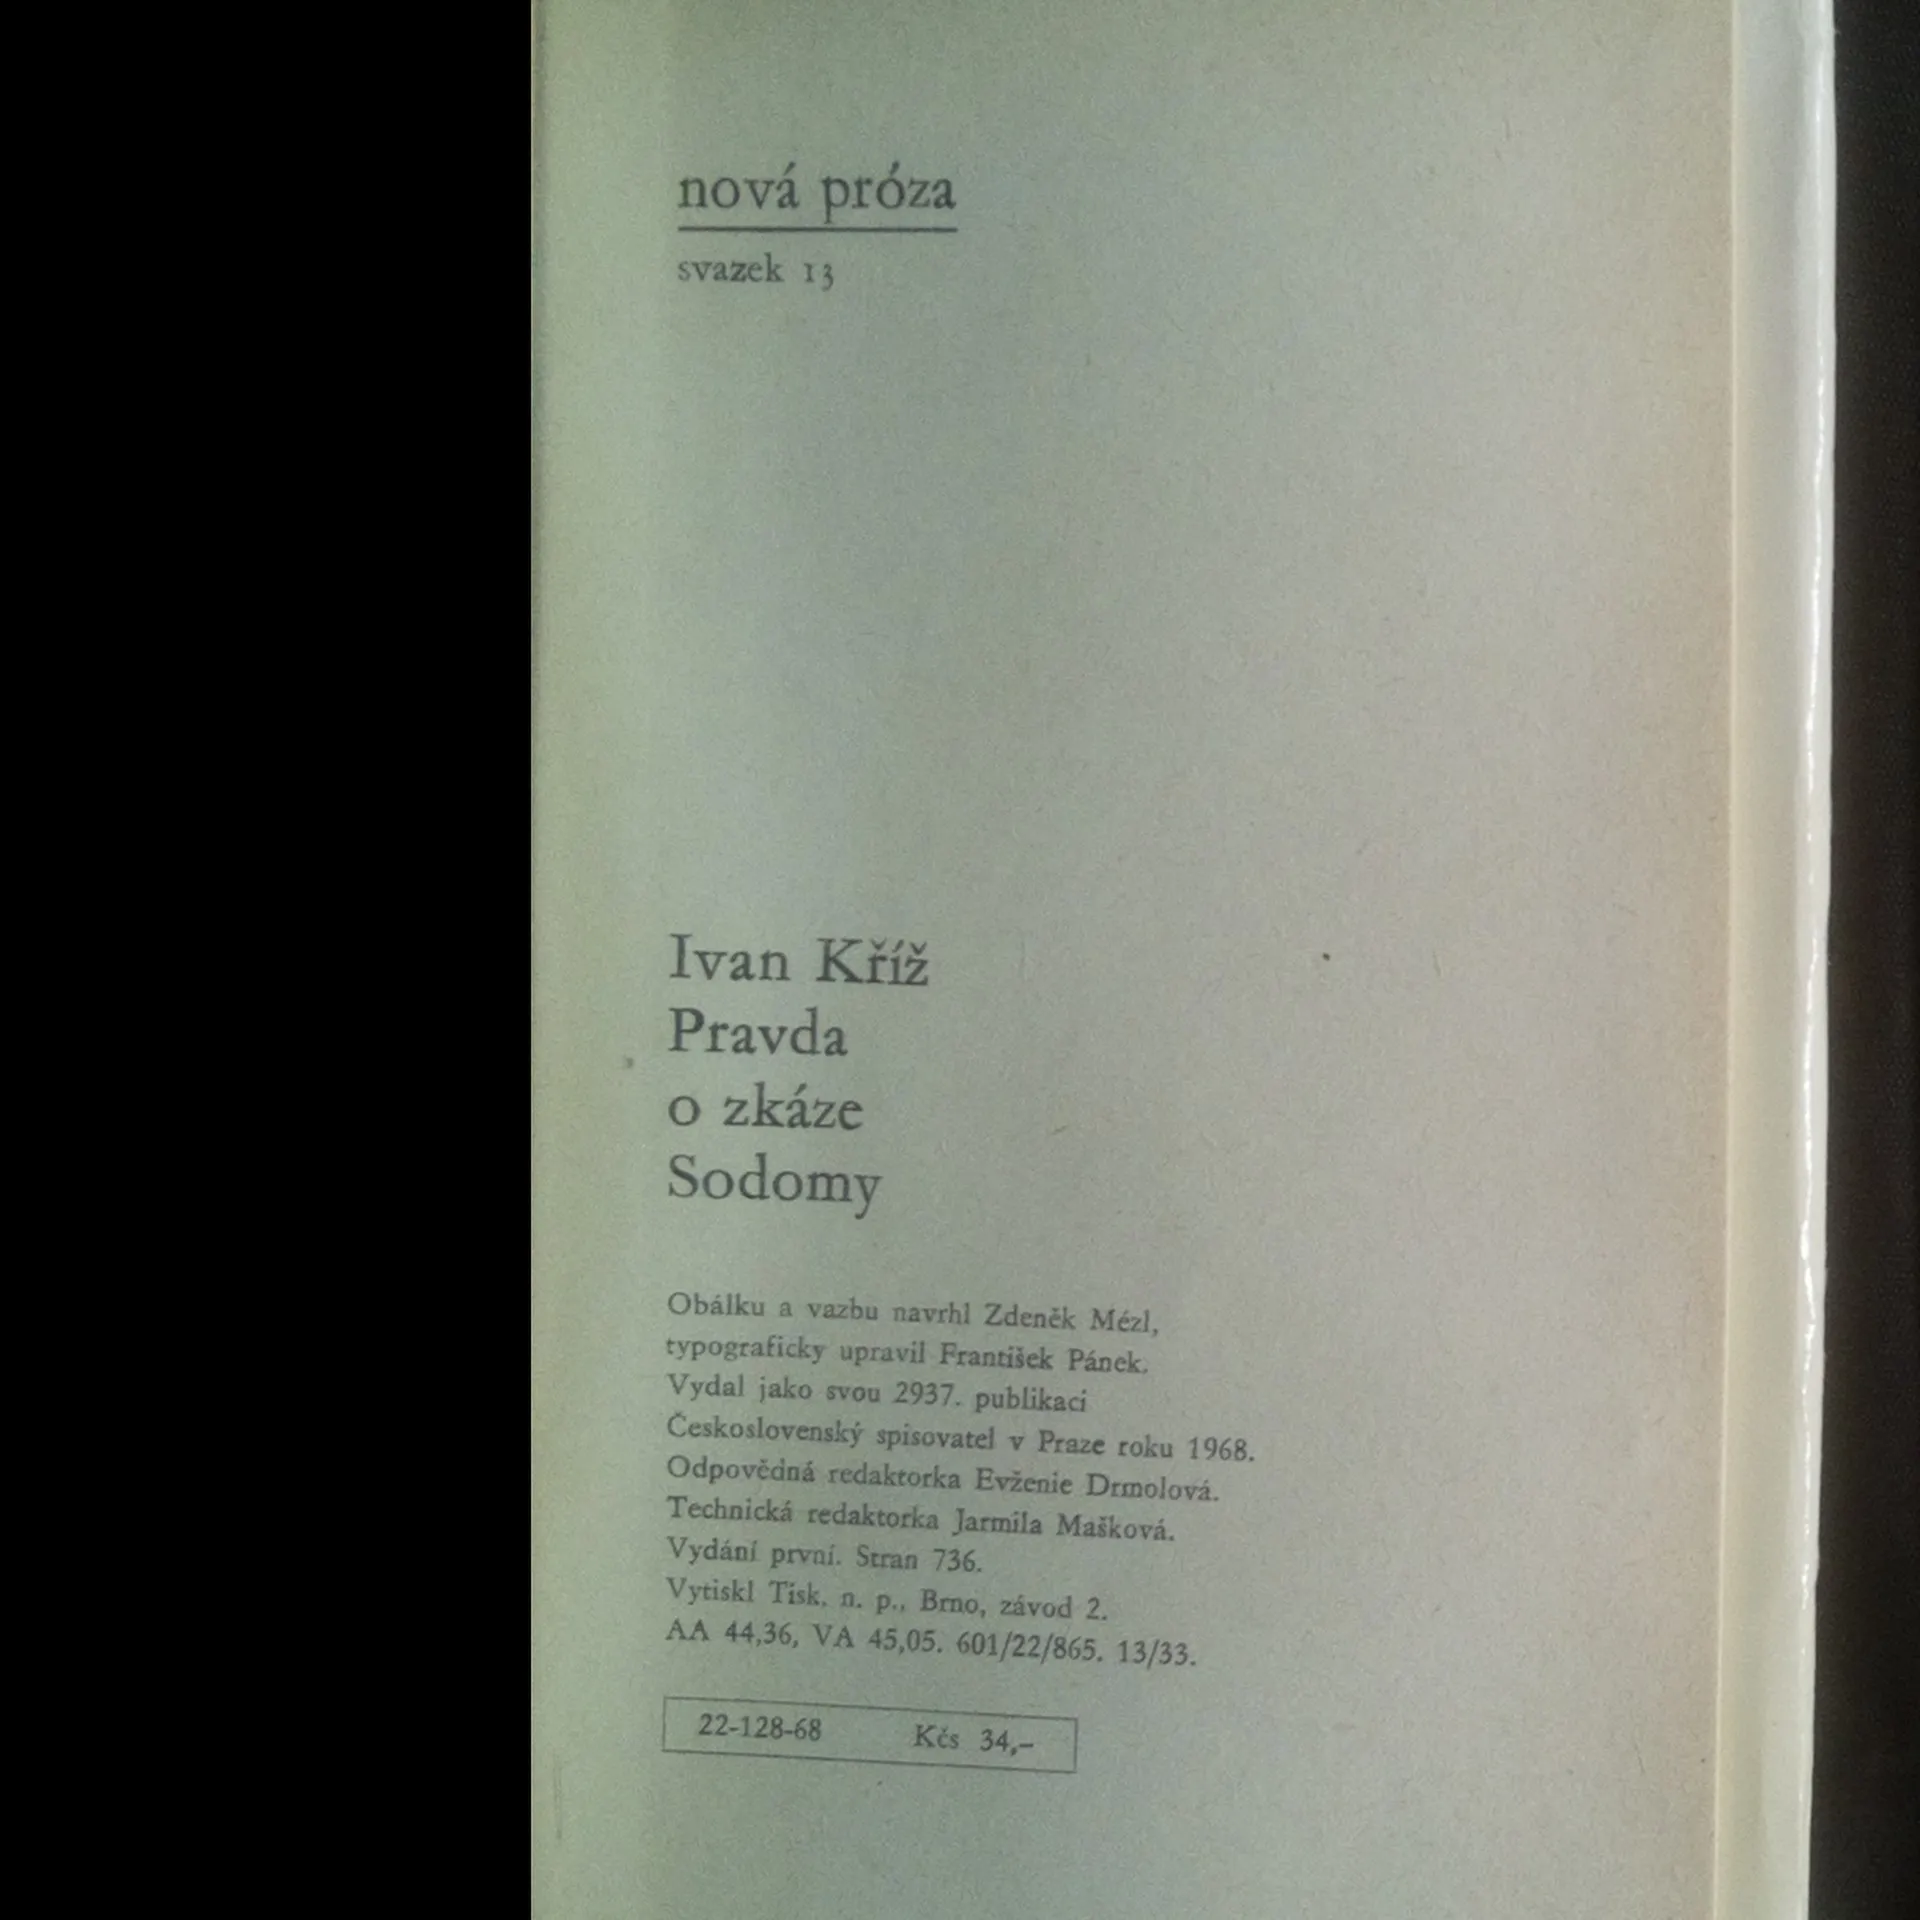 nová próza
svazek 13
Ivan Kříž
Pravda
o zkáze
Sodomy
Obálku a vazbu navrhl Zdeněk Mézl,
typograficky upravil František Pánek.
Vydal jako svou 2937. publikaci
Československý spisovatel v Praze roku 1968.
Odpovědná redaktorka Evženie Drmolová.
Technická redaktorka Jarmila Mašková.
Vydání první. Stran 736.
Vytiskl Tisk, n. p., Brno, závod 2.
AA 44,36, VA 45,05. 601/22/865. 13/33.
22-128-68 Kčs 34,–